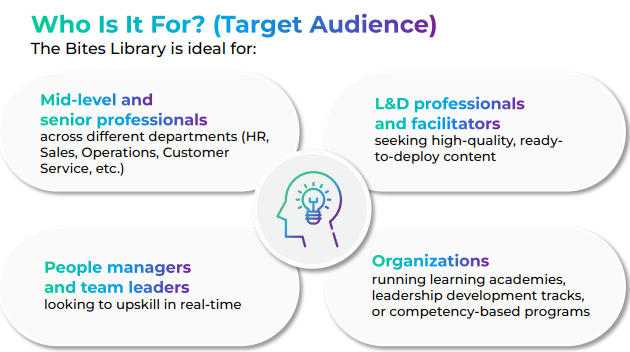 Who Is It For? (Target Audience)
The Bites Library is ideal for:
Mid-level and
senior professionals
across different departments (HR,
Sales, Operations, Customer
Service, etc.)
L&D professionals
and facilitators
seeking high-quality, ready-
to-deploy content
People managers
and team leaders
looking to upskill in real-time
Organizations
running learning academies,
leadership development tracks,
or competency-based programs